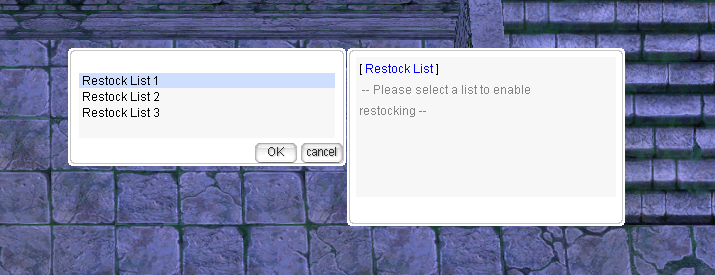 Restock List 1
Restock List 2
Restock List 3
OK cancel
[ Restock List ]
-- Please select a list to enable
restocking --